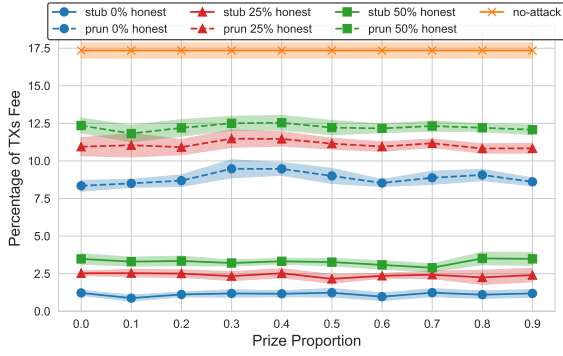 stub 0% honest stub 25% honest stub 50% honest no-attack
prun 0% honest prun 25% honest prun 50% honest
17.5
15.0
12.5
10.0
7.5
5.0
2.5
0.0
Percentage of TXs Fee
0.0 0.1 0.2 0.3 0.4 0.5 0.6 0.7 0.8 0.9
Prize Proportion